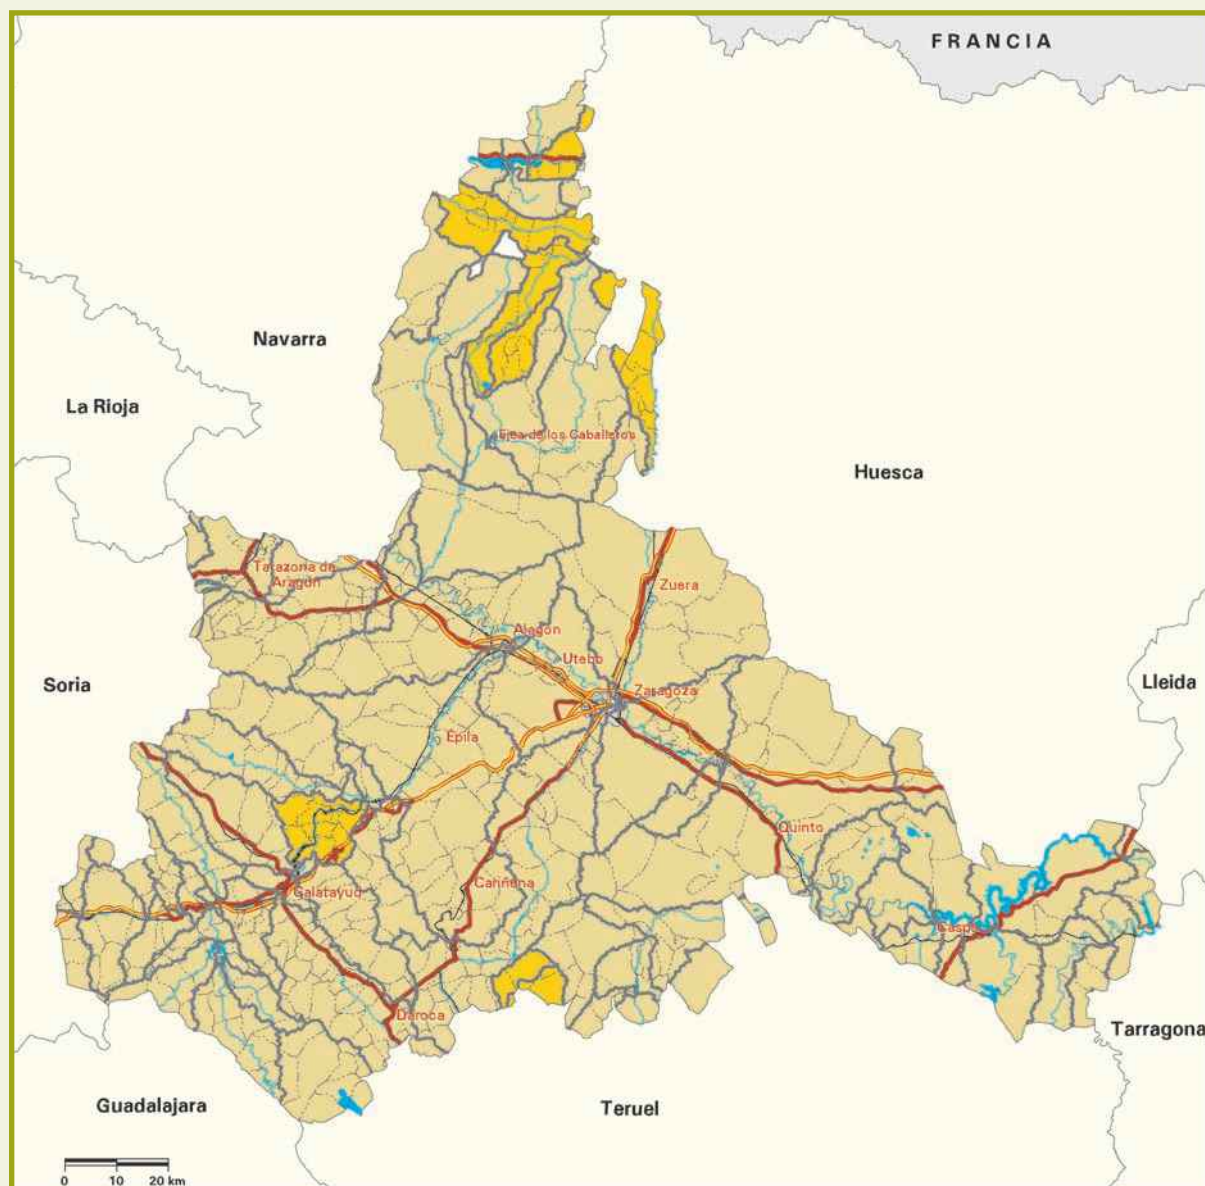 FRANCIA
Navarra
La Rioja
Ejea de los Caballeros
Huesca
Tarazona de
Aragón
Zuera
Alagón
Utebo
Soria
Zaragoza
Lleida
Épila
Quinto
Calatayud
Cariñena
Caspe
Daroca
Tarragona
Guadalajara
Teruel
0 10 20 km